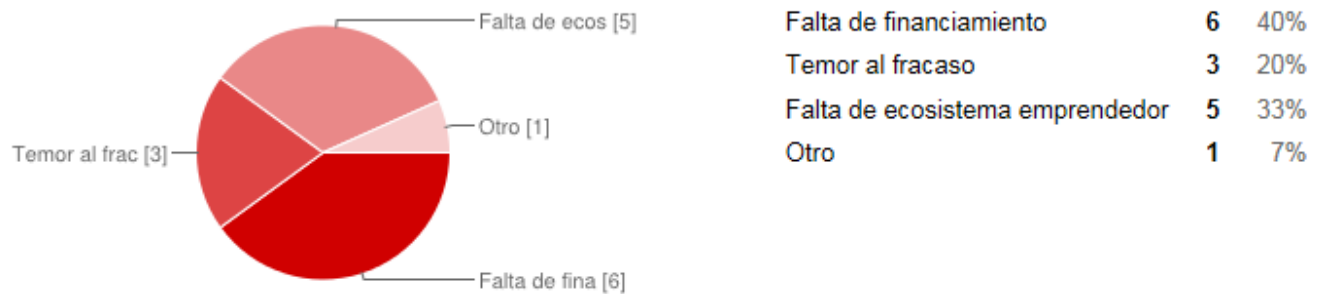 Falta de ecos [5]
Otro [1]
Temor al frac [3]
Falta de fina [6]
Falta de financiamiento 6 40%
Temor al fracaso 3 20%
Falta de ecosistema emprendedor 5 33%
Otro 1 7%